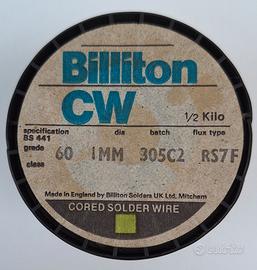 Billiton
CW
1/2 Kilo
specification dia batch flux type
BS 441
grade 60 1MM 305C2 RS7F
class
Made in England by Billiton Solders UK Ltd, Mitcham
CORED SOLDER WIRE
subito